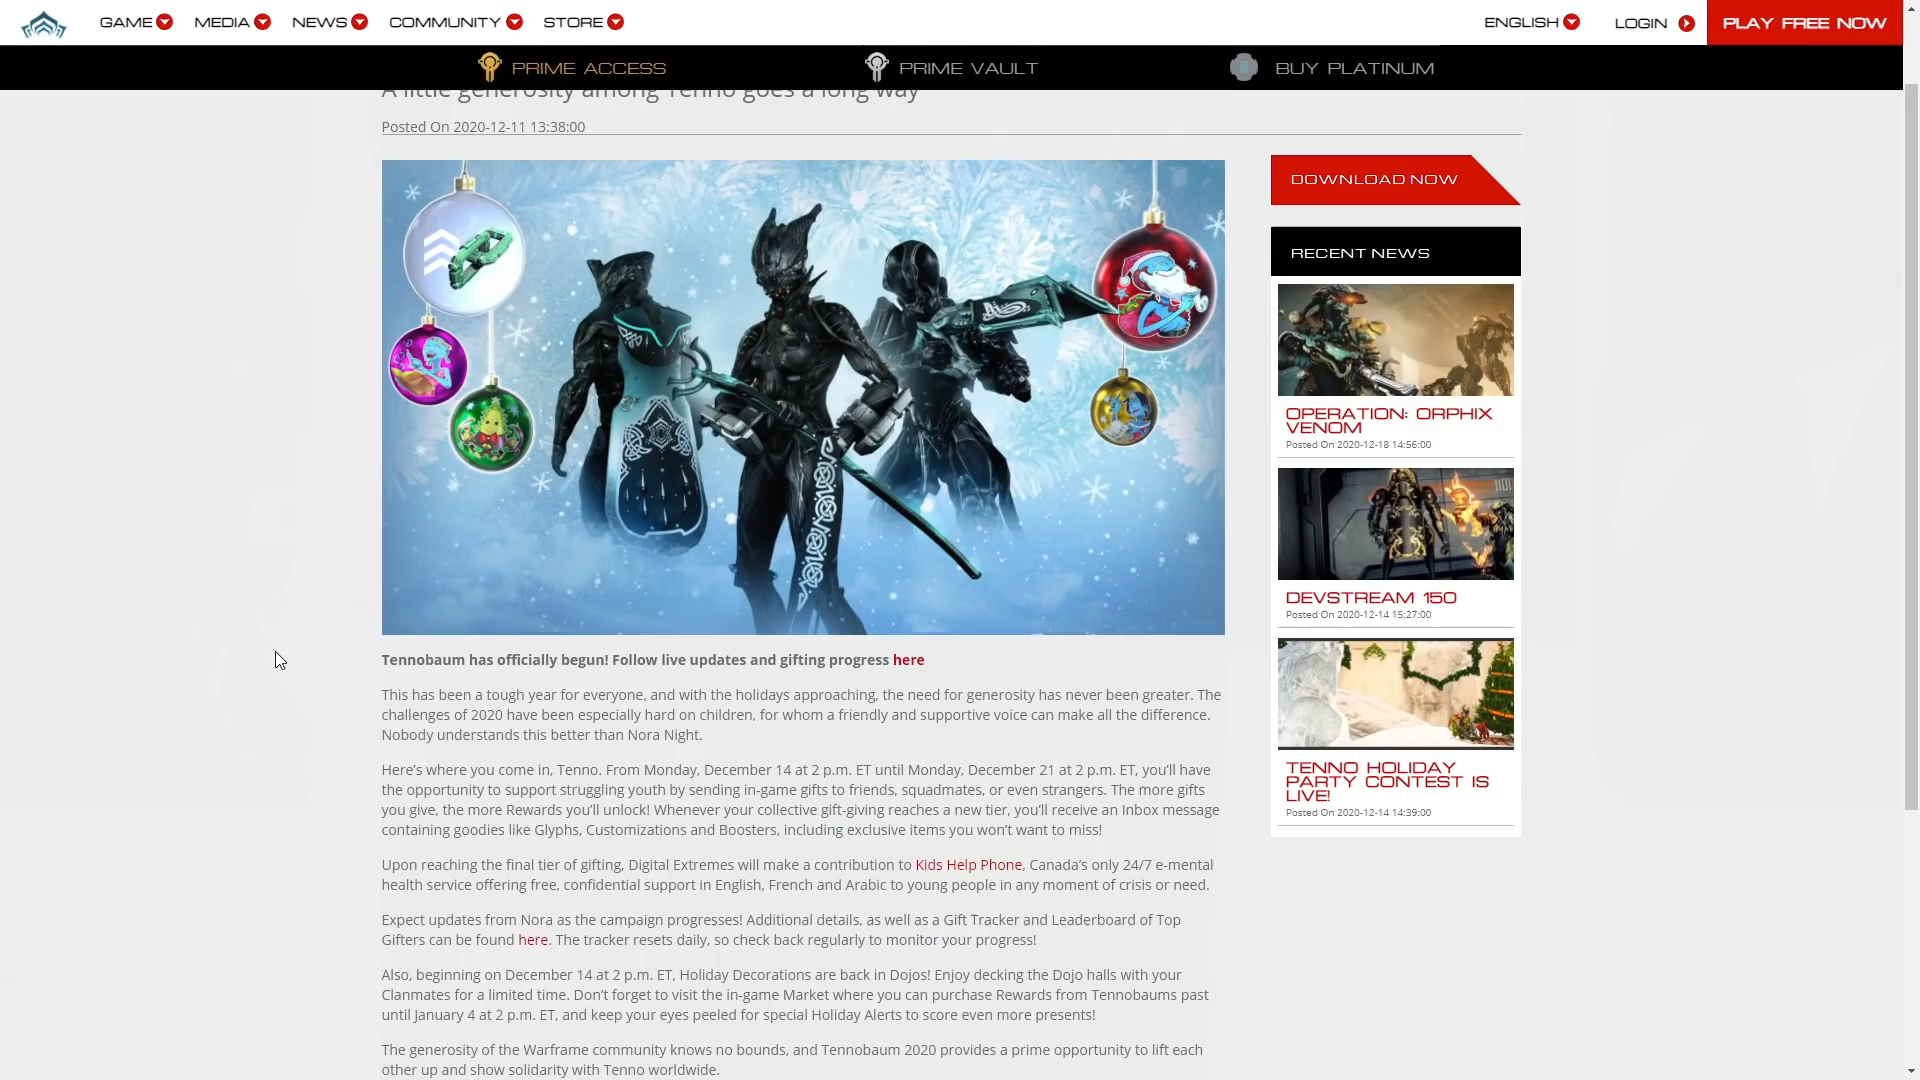 GAME MEDIA NEWS COMMUNITY STORE ENGLISH LOGIN PLAY FREE NOW
PRIME ACCESS PRIME VAULT BUY PLATINUM
A little generosity among Tenno goes a long way
Posted On 2020-12-11 13:38:00
Tennobaum has officially begun! Follow live updates and gifting progress here
This has been a tough year for everyone, and with the holidays approaching, the need for generosity has never been greater. The
challenges of 2020 have been especially hard on children, for whom a friendly and supportive voice can make all the difference.
Nobody understands this better than Nora Night.
Here’s where you come in, Tenno. From Monday, December 14 at 2 p.m. ET until Monday, December 21 at 2 p.m. ET, you’ll have
the opportunity to support struggling youth by sending in-game gifts to friends, squadmates, or even strangers. The more gifts
you give, the more Rewards you’ll unlock! Whenever your collective gift-giving reaches a new tier, you’ll receive an Inbox message
containing goodies like Glyphs, Customizations and Boosters, including exclusive items you won’t want to miss!
Upon reaching the final tier of gifting, Digital Extremes will make a contribution to Kids Help Phone, Canada’s only 24/7 e-mental
health service offering free, confidential support in English, French and Arabic to young people in any moment of crisis or need.
Expect updates from Nora as the campaign progresses! Additional details, as well as a Gift Tracker and Leaderboard of Top
Gifters can be found here. The tracker resets daily, so check back regularly to monitor your progress!
Also, beginning on December 14 at 2 p.m. ET, Holiday Decorations are back in Dojos! Enjoy decking the Dojo halls with your
Clanmates for a limited time. Don’t forget to visit the in-game Market where you can purchase Rewards from Tennobaums past
until January 4 at 2 p.m. ET, and keep your eyes peeled for special Holiday Alerts to score even more presents!
The generosity of the Warframe community knows no bounds, and Tennobaum 2020 provides a prime opportunity to lift each
other up and show solidarity with Tenno worldwide.
DOWNLOAD NOW
RECENT NEWS
OPERATION: ORPHIX
VENOM
Posted On 2020-12-18 14:56:00
DEVSTREAM 150
Posted On 2020-12-14 15:27:00
TENNO HOLIDAY
PARTY CONTEST IS
LIVE!
Posted On 2020-12-14 14:39:00